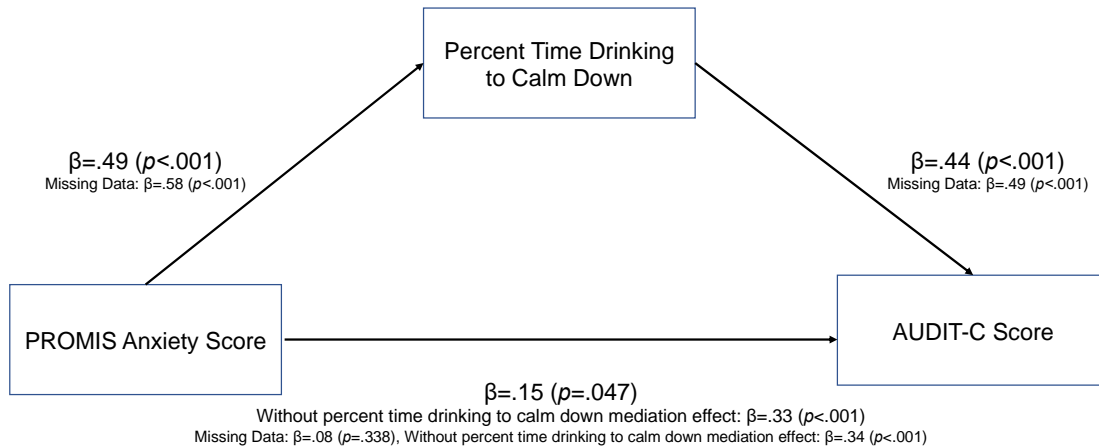 Percent Time Drinking
to Calm Down
β=.49 (p<.001)
Missing Data: β=.58 (p<.001)
β=.44 (p<.001)
Missing Data: β=.49 (p<.001)
PROMIS Anxiety Score
AUDIT-C Score
β=.15 (p=.047)
Without percent time drinking to calm down mediation effect: β=.33 (p<.001)
Missing Data: β=.08 (p=.338), Without percent time drinking to calm down mediation effect: β=.34 (p<.001)